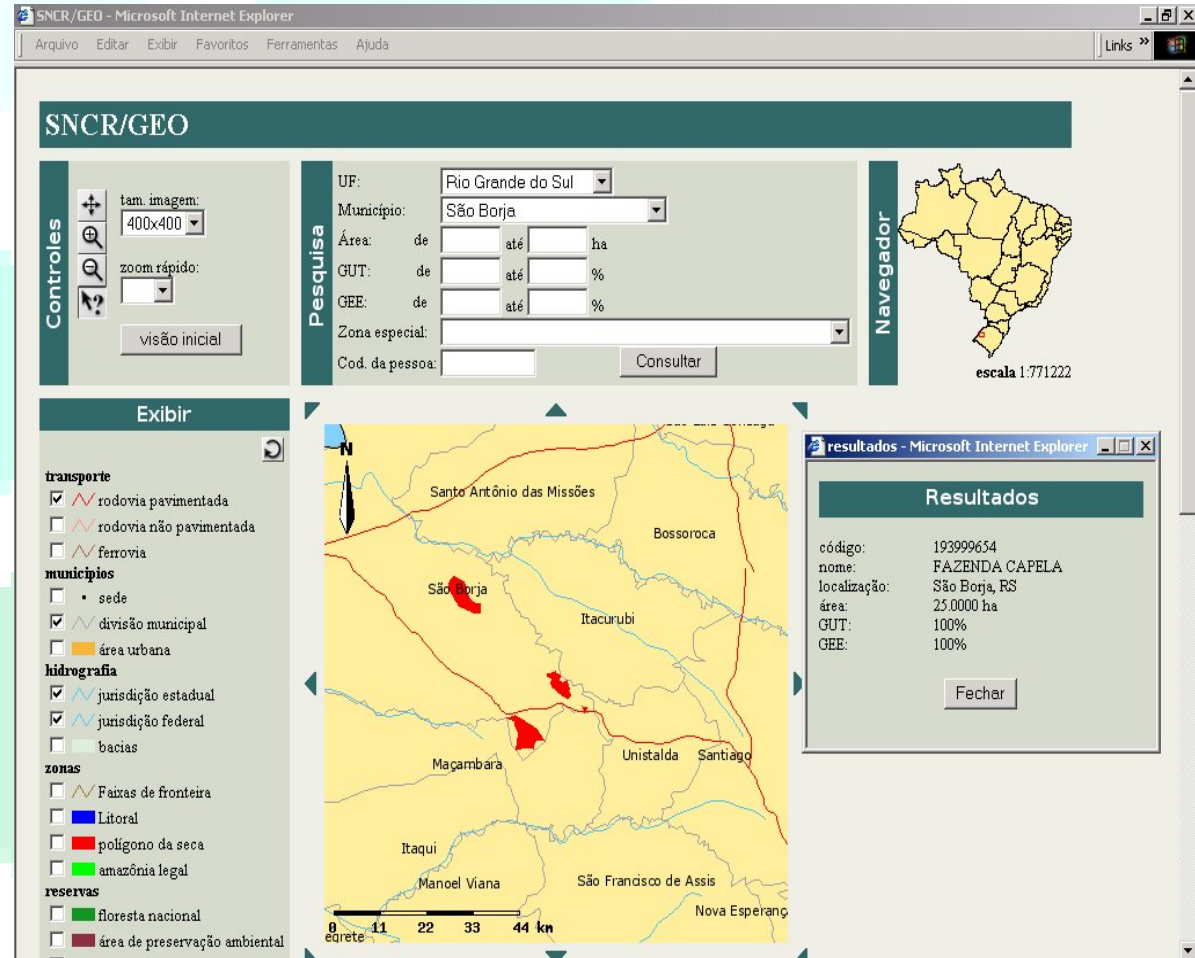 SNCR/GEO - Microsoft Internet Explorer
Arquivo Editar Exibir Favoritos Ferramentas Ajuda
Links »
SNCR/GEO
Controles
tam. imagem:
400x400
zoom rápido:
visão inicial
Pesquisa
UF: Rio Grande do Sul
Município: São Borja
Área: de até ha
GUT: de até %
GEE: de até %
Zona especial:
Cod. da pessoa: Consultar
Navegador
escala 1:771222
Exibir
transporte
rodovia pavimentada
rodovia não pavimentada
ferrovia
municípios
sede
divisão municipal
área urbana
hidrografia
jurisdição estadual
jurisdição federal
bacias
zonas
Faixas de fronteira
Litoral
polígono da seca
amazônia legal
reservas
floresta nacional
área de preservação ambiental
N
Santo Antônio das Missões
Bossoroca
São Borja
Itacurubi
Maçambara
Unistalda
Santiago
Itaqui
Manoel Viana
São Francisco de Assis
Nova Esperanç
0 11 22 33 44 km
egrete
resultados - Microsoft Internet Explorer
Resultados
código: 193999654
nome: FAZENDA CAPELA
localização: São Borja, RS
área: 25.0000 ha
GUT: 100%
GEE: 100%
Fechar